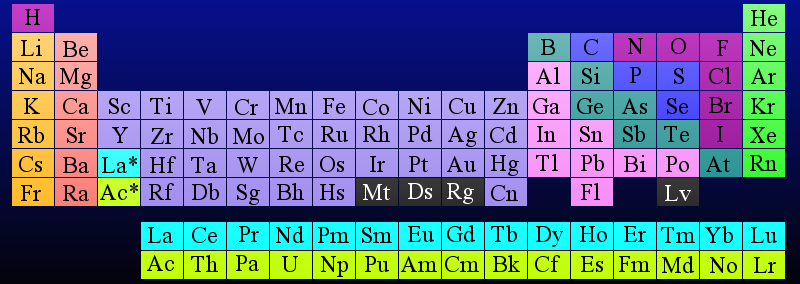 H He
Li Be B C N O F Ne
Na Mg Al Si P S Cl Ar
K Ca Sc Ti V Cr Mn Fe Co Ni Cu Zn Ga Ge As Se Br Kr
Rb Sr Y Zr Nb Mo Tc Ru Rh Pd Ag Cd In Sn Sb Te I Xe
Cs Ba La* Hf Ta W Re Os Ir Pt Au Hg Tl Pb Bi Po At Rn
Fr Ra Ac* Rf Db Sg Bh Hs Mt Ds Rg Cn Fl Lv
La Ce Pr Nd Pm Sm Eu Gd Tb Dy Ho Er Tm Yb Lu
Ac Th Pa U Np Pu Am Cm Bk Cf Es Fm Md No Lr